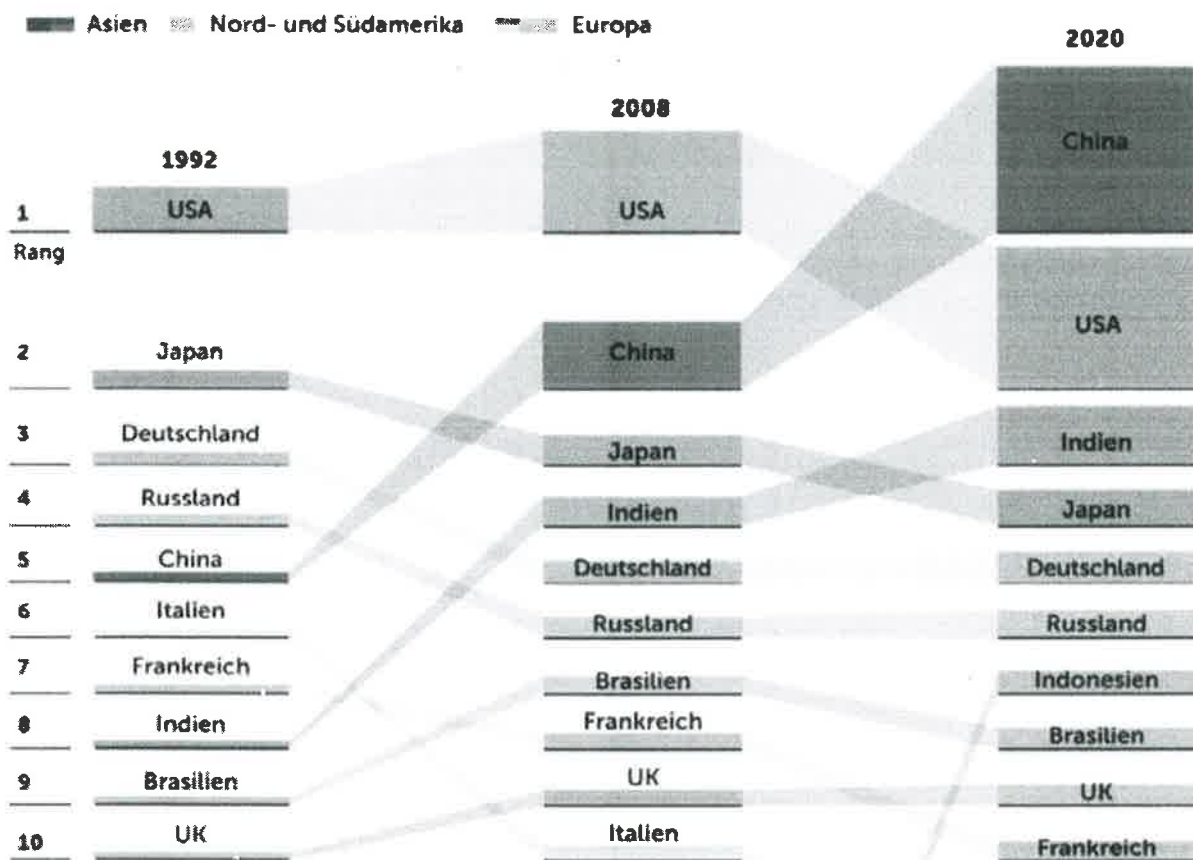 Asien Nord- und Südamerika Europa
2020
2008
1992
China
1 USA USA
Rang
2 Japan China USA
3 Deutschland Japan Indien
4 Russland Indien Japan
5 China Deutschland Deutschland
6 Italien Russland Russland
7 Frankreich Brasilien Indonesien
8 Indien Frankreich Brasilien
9 Brasilien UK UK
10 UK Italien Frankreich